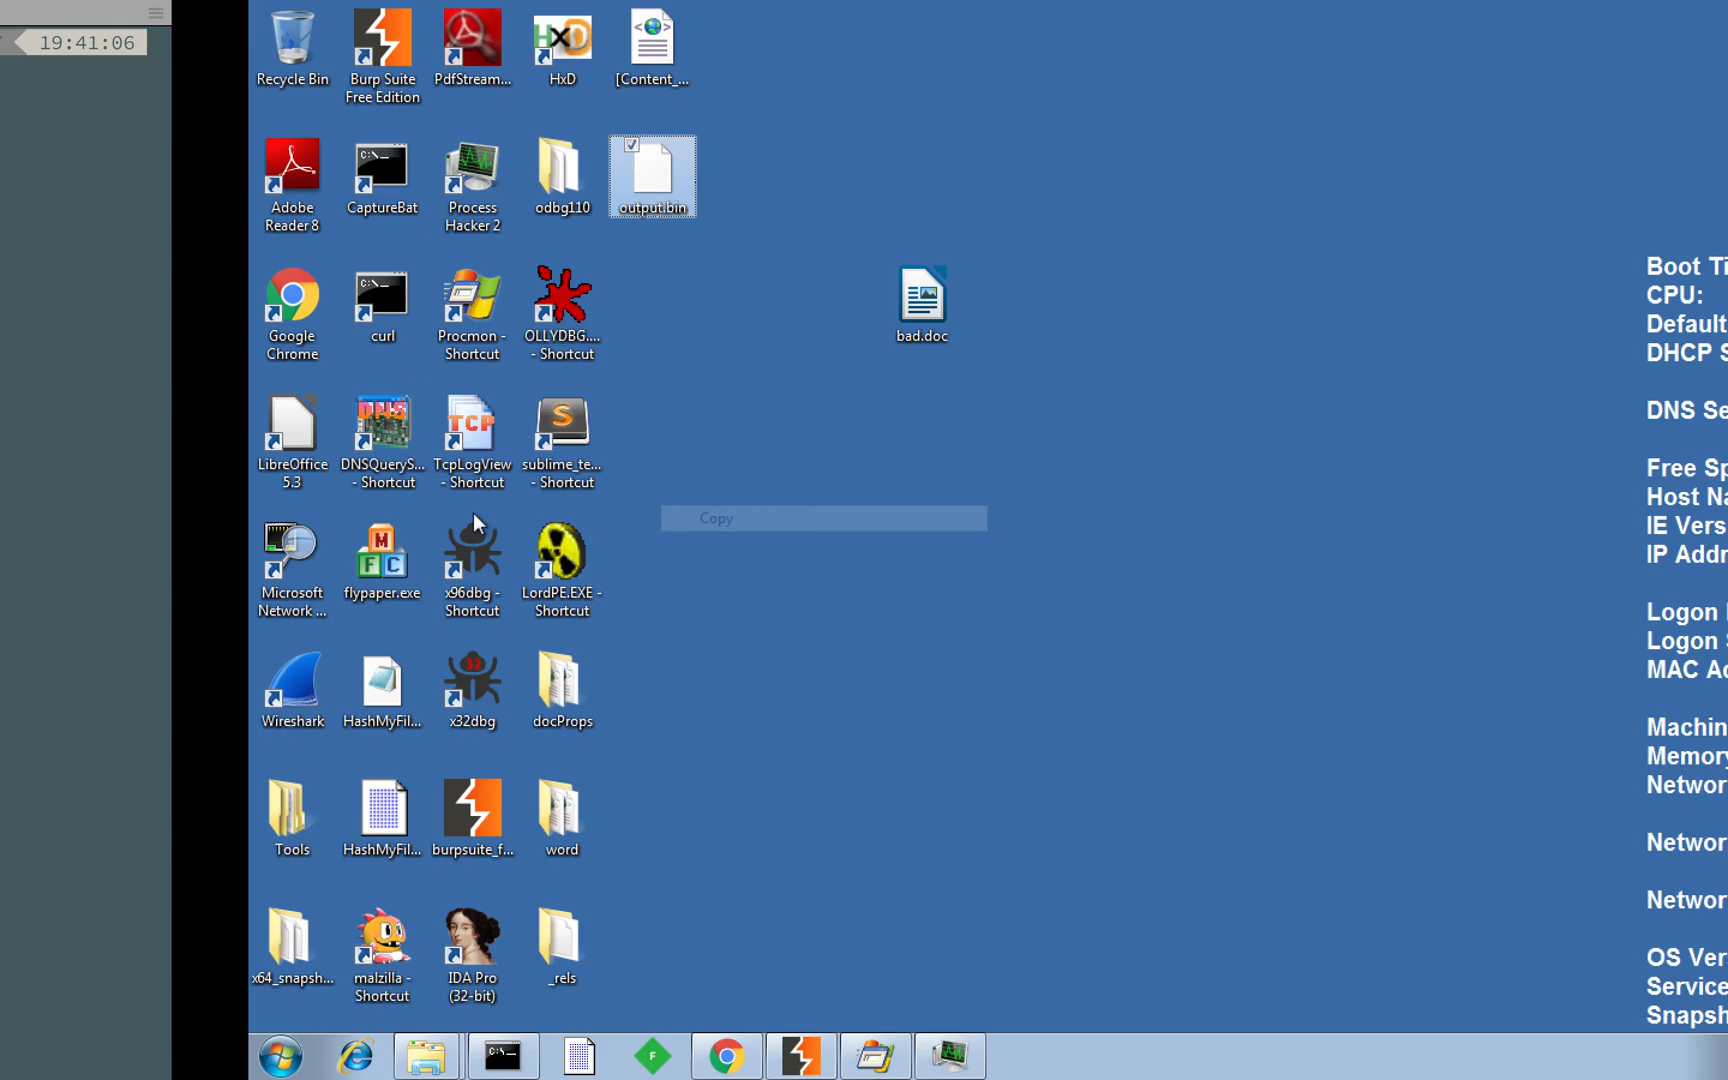 19:41:06
Recycle Bin
Burp Suite
Free Edition
PdfStream...
HxD
[Content_...
Adobe
Reader 8
C:\_
CaptureBat
Process
Hacker 2
odbg110
output.bin
Google
Chrome
C:\_
curl
Procmon -
Shortcut
OLLYDBG....
- Shortcut
bad.doc
LibreOffice
5.3
DNS
DNSQueryS...
- Shortcut
TCP
TcpLogView
- Shortcut
S
sublime_te...
- Shortcut
Copy
Microsoft
Network ...
M
F C
flypaper.exe
x96dbg -
Shortcut
LordPE.EXE -
Shortcut
Wireshark
HashMyFil...
32
x32dbg
docProps
Tools
HashMyFil...
burpsuite_f...
word
x64_snapsh...
malzilla -
Shortcut
IDA Pro
(32-bit)
_rels
Boot Ti
CPU:
Default
DHCP S
DNS Se
Free Sp
Host Na
IE Vers
IP Addr
Logon
Logon S
MAC Ad
Machin
Memory
Networ
Networ
Networ
OS Ver
Service
Snapsh
C:\_
F